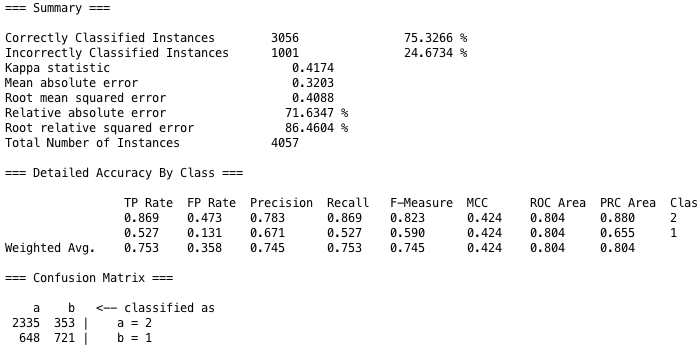 === Summary ===
Correctly Classified Instances 3056 75.3266 %
Incorrectly Classified Instances 1001 24.6734 %
Kappa statistic 0.4174
Mean absolute error 0.3203
Root mean squared error 0.4088
Relative absolute error 71.6347 %
Root relative squared error 86.4604 %
Total Number of Instances 4057
=== Detailed Accuracy By Class ===
TP Rate FP Rate Precision Recall F-Measure MCC ROC Area PRC Area Clas
0.869 0.473 0.783 0.869 0.823 0.424 0.804 0.880 2
0.527 0.131 0.671 0.527 0.590 0.424 0.804 0.655 1
Weighted Avg. 0.753 0.358 0.745 0.753 0.745 0.424 0.804 0.804
=== Confusion Matrix ===
a b <-- classified as
2335 353 | a = 2
648 721 | b = 1